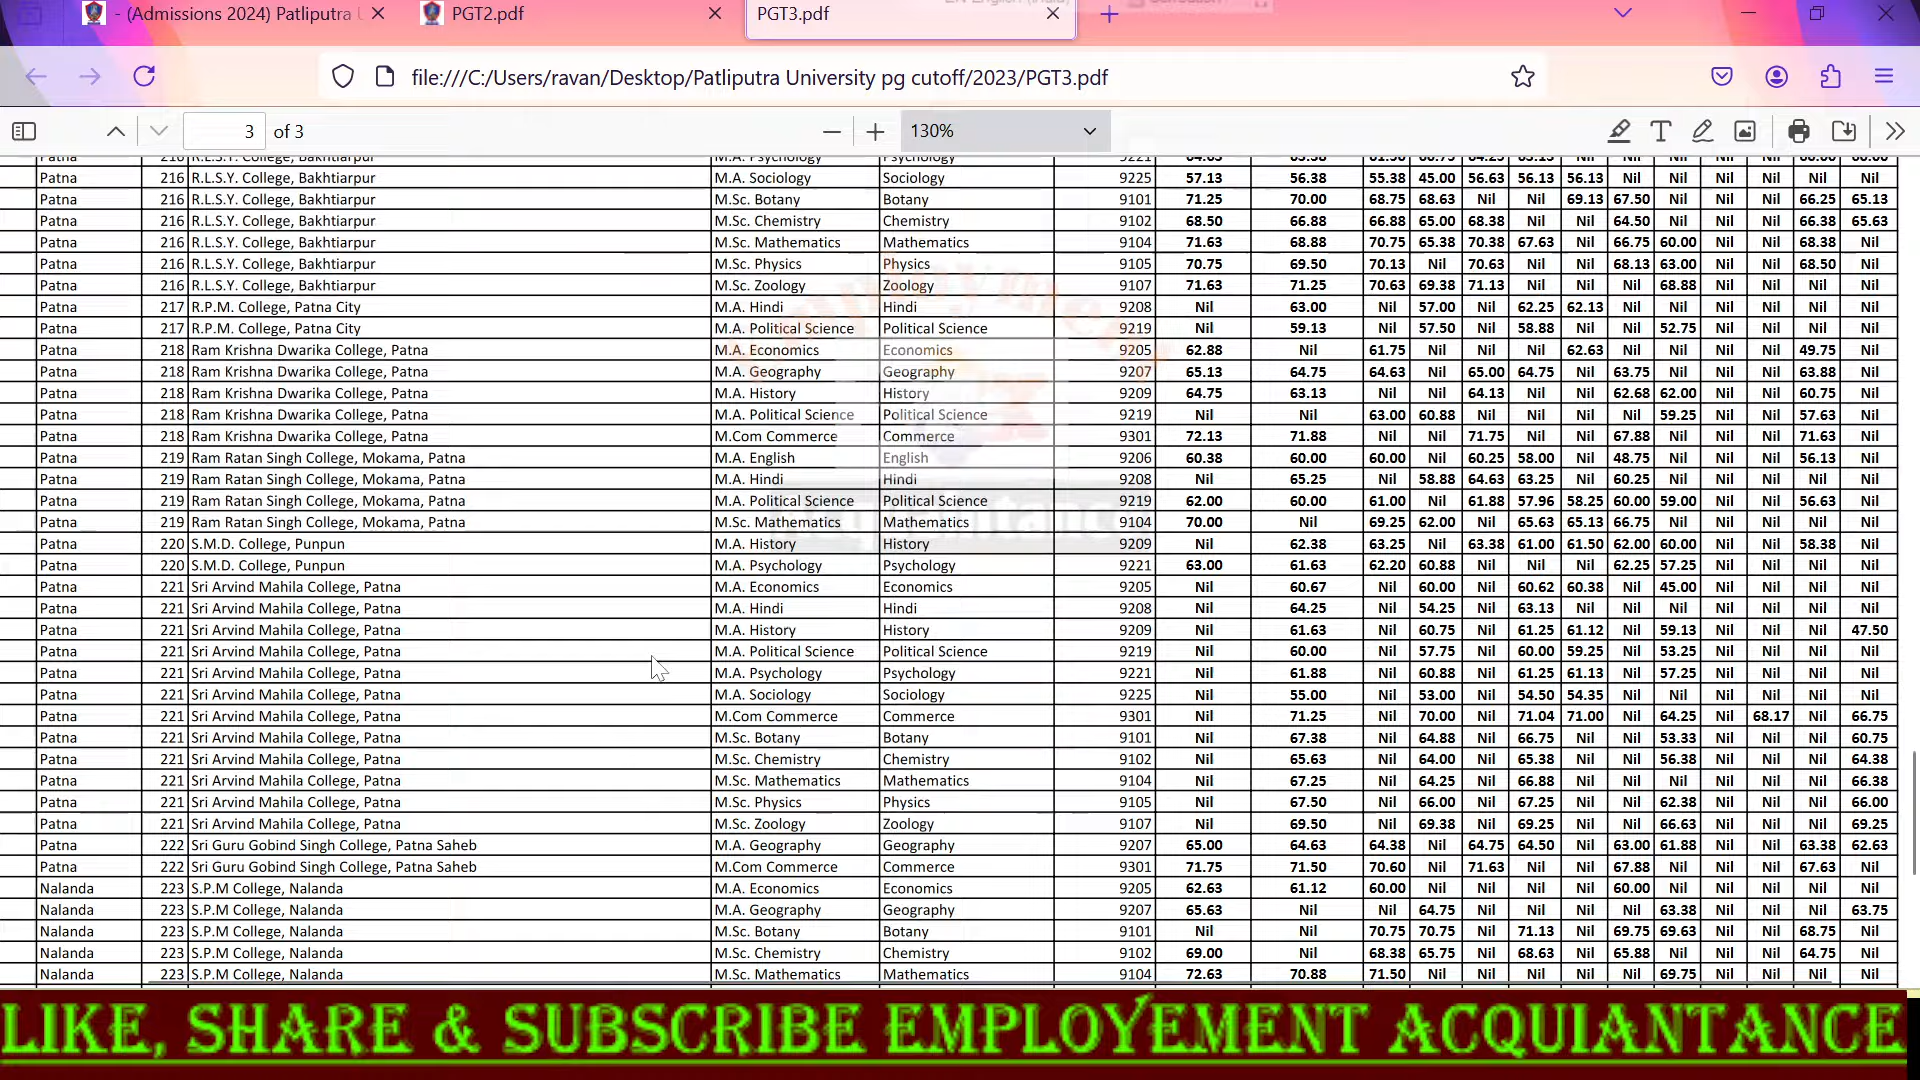 - (Admissions 2024) Patliputra U
PGT2.pdf
PGT3.pdf
file:///C:/Users/ravan/Desktop/Patliputra University pg cutoff/2023/PGT3.pdf
3 of 3
130%
Patna 216 R.L.S.Y. College, Bakhtiarpur M.A. Psychology Psychology 9221
Patna 216 R.L.S.Y. College, Bakhtiarpur M.A. Sociology Sociology 9225 57.13 56.38 55.38 45.00 56.63 56.13 56.13 Nil Nil Nil Nil Nil Nil
Patna 216 R.L.S.Y. College, Bakhtiarpur M.Sc. Botany Botany 9101 71.25 70.00 68.75 68.63 Nil Nil 69.13 67.50 Nil Nil Nil 66.25 65.13
Patna 216 R.L.S.Y. College, Bakhtiarpur M.Sc. Chemistry Chemistry 9102 68.50 66.88 66.88 65.00 68.38 Nil Nil 64.50 Nil Nil Nil 66.38 65.63
Patna 216 R.L.S.Y. College, Bakhtiarpur M.Sc. Mathematics Mathematics 9104 71.63 68.88 70.75 65.38 70.38 67.63 Nil 66.75 60.00 Nil Nil 68.38 Nil
Patna 216 R.L.S.Y. College, Bakhtiarpur M.Sc. Physics Physics 9105 70.75 69.50 70.13 Nil 70.63 Nil Nil 68.13 63.00 Nil Nil 68.50 Nil
Patna 216 R.L.S.Y. College, Bakhtiarpur M.Sc. Zoology Zoology 9107 71.63 71.25 70.63 69.38 71.13 Nil Nil Nil 68.88 Nil Nil Nil Nil
Patna 217 R.P.M. College, Patna City M.A. Hindi Hindi 9208 Nil 63.00 Nil 57.00 Nil 62.25 62.13 Nil Nil Nil Nil Nil Nil
Patna 217 R.P.M. College, Patna City M.A. Political Science Political Science 9219 Nil 59.13 Nil 57.50 Nil 58.88 Nil Nil 52.75 Nil Nil Nil Nil
Patna 218 Ram Krishna Dwarika College, Patna M.A. Economics Economics 9205 62.88 Nil 61.75 Nil Nil Nil 62.63 Nil Nil Nil Nil 49.75 Nil
Patna 218 Ram Krishna Dwarika College, Patna M.A. Geography Geography 9207 65.13 64.75 64.63 Nil 65.00 64.75 Nil 63.75 Nil Nil Nil 63.88 Nil
Patna 218 Ram Krishna Dwarika College, Patna M.A. History History 9209 64.75 63.13 Nil Nil 64.13 Nil Nil 62.68 62.00 Nil Nil 60.75 Nil
Patna 218 Ram Krishna Dwarika College, Patna M.A. Political Science Political Science 9219 Nil Nil 63.00 60.88 Nil Nil Nil Nil 59.25 Nil Nil 57.63 Nil
Patna 218 Ram Krishna Dwarika College, Patna M.Com Commerce Commerce 9301 72.13 71.88 Nil Nil 71.75 Nil Nil 67.88 Nil Nil Nil 71.63 Nil
Patna 219 Ram Ratan Singh College, Mokama, Patna M.A. English English 9206 60.38 60.00 60.00 Nil 60.25 58.00 Nil 48.75 Nil Nil Nil 56.13 Nil
Patna 219 Ram Ratan Singh College, Mokama, Patna M.A. Hindi Hindi 9208 Nil 65.25 Nil 58.88 64.63 63.25 Nil 60.25 Nil Nil Nil Nil Nil
Patna 219 Ram Ratan Singh College, Mokama, Patna M.A. Political Science Political Science 9219 62.00 60.00 61.00 Nil 61.88 57.96 58.25 60.00 59.00 Nil Nil 56.63 Nil
Patna 219 Ram Ratan Singh College, Mokama, Patna M.Sc. Mathematics Mathematics 9104 70.00 Nil 69.25 62.00 Nil 65.63 65.13 66.75 Nil Nil Nil Nil Nil
Patna 220 S.M.D. College, Punpun M.A. History History 9209 Nil 62.38 63.25 Nil 63.38 61.00 61.50 62.00 60.00 Nil Nil 58.38 Nil
Patna 220 S.M.D. College, Punpun M.A. Psychology Psychology 9221 63.00 61.63 62.20 60.88 Nil Nil Nil 62.25 57.25 Nil Nil Nil Nil
Patna 221 Sri Arvind Mahila College, Patna M.A. Economics Economics 9205 Nil 60.67 Nil 60.00 Nil 60.62 60.38 Nil 45.00 Nil Nil Nil Nil
Patna 221 Sri Arvind Mahila College, Patna M.A. Hindi Hindi 9208 Nil 64.25 Nil 54.25 Nil 63.13 Nil Nil Nil Nil Nil Nil Nil
Patna 221 Sri Arvind Mahila College, Patna M.A. History History 9209 Nil 61.63 Nil 60.75 Nil 61.25 61.12 Nil 59.13 Nil Nil Nil 47.50
Patna 221 Sri Arvind Mahila College, Patna M.A. Political Science Political Science 9219 Nil 60.00 Nil 57.75 Nil 60.00 59.25 Nil 53.25 Nil Nil Nil Nil
Patna 221 Sri Arvind Mahila College, Patna M.A. Psychology Psychology 9221 Nil 61.88 Nil 60.88 Nil 61.25 61.13 Nil 57.25 Nil Nil Nil Nil
Patna 221 Sri Arvind Mahila College, Patna M.A. Sociology Sociology 9225 Nil 55.00 Nil 53.00 Nil 54.50 54.35 Nil Nil Nil Nil Nil Nil
Patna 221 Sri Arvind Mahila College, Patna M.Com Commerce Commerce 9301 Nil 71.25 Nil 70.00 Nil 71.04 71.00 Nil 64.25 Nil 68.17 Nil 66.75
Patna 221 Sri Arvind Mahila College, Patna M.Sc. Botany Botany 9101 Nil 67.38 Nil 64.88 Nil 66.75 Nil Nil 53.33 Nil Nil Nil 60.75
Patna 221 Sri Arvind Mahila College, Patna M.Sc. Chemistry Chemistry 9102 Nil 65.63 Nil 64.00 Nil 65.38 Nil Nil 56.38 Nil Nil Nil 64.38
Patna 221 Sri Arvind Mahila College, Patna M.Sc. Mathematics Mathematics 9104 Nil 67.25 Nil 64.25 Nil 66.88 Nil Nil Nil Nil Nil Nil 66.38
Patna 221 Sri Arvind Mahila College, Patna M.Sc. Physics Physics 9105 Nil 67.50 Nil 66.00 Nil 67.25 Nil Nil 62.38 Nil Nil Nil 66.00
Patna 221 Sri Arvind Mahila College, Patna M.Sc. Zoology Zoology 9107 Nil 69.50 Nil 69.38 Nil 69.25 Nil Nil 66.63 Nil Nil Nil 69.25
Patna 222 Sri Guru Gobind Singh College, Patna Saheb M.A. Geography Geography 9207 65.00 64.63 64.38 Nil 64.75 64.50 Nil 63.00 61.88 Nil Nil 63.38 62.63
Patna 222 Sri Guru Gobind Singh College, Patna Saheb M.Com Commerce Commerce 9301 71.75 71.50 70.60 Nil 71.63 Nil Nil 67.88 Nil Nil Nil 67.63 Nil
Nalanda 223 S.P.M College, Nalanda M.A. Economics Economics 9205 62.63 61.12 60.00 Nil Nil Nil Nil 60.00 Nil Nil Nil Nil Nil
Nalanda 223 S.P.M College, Nalanda M.A. Geography Geography 9207 65.63 Nil Nil 64.75 Nil Nil Nil Nil 63.38 Nil Nil Nil 63.75
Nalanda 223 S.P.M College, Nalanda M.Sc. Botany Botany 9101 Nil Nil 70.75 70.75 Nil 71.13 Nil 69.75 69.63 Nil Nil 68.75 Nil
Nalanda 223 S.P.M College, Nalanda M.Sc. Chemistry Chemistry 9102 69.00 Nil 68.38 65.75 Nil 68.63 Nil 65.88 Nil Nil Nil 64.75 Nil
Nalanda 223 S.P.M College, Nalanda M.Sc. Mathematics Mathematics 9104 72.63 70.88 71.50 Nil Nil Nil Nil Nil 69.75 Nil Nil Nil Nil
LIKE, SHARE & SUBSCRIBE EMPLOYEMENT ACQUIANTANCE